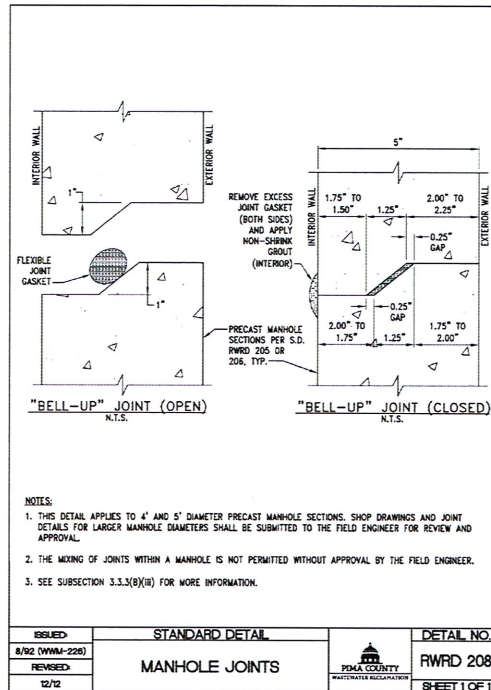 INTERIOR WALL
EXTERIOR WALL
1"
FLEXIBLE
JOINT
GASKET
1"
PRECAST MANHOLE
SECTIONS PER S.D.
RWRD 205 OR
206, TYP.
"BELL-UP" JOINT (OPEN)
N.T.S.
5"
INTERIOR WALL
EXTERIOR WALL
REMOVE EXCESS
JOINT GASKET
(BOTH SIDES)
AND APPLY
NON-SHRINK
GROUT
(INTERIOR)
1.75" TO
1.50"
1.25"
2.00" TO
2.25"
0.25"
GAP
0.25"
GAP
2.00" TO
1.75"
1.25"
1.75" TO
2.00"
"BELL-UP" JOINT (CLOSED)
N.T.S.
NOTES:
1. THIS DETAIL APPLIES TO 4' AND 5' DIAMETER PRECAST MANHOLE SECTIONS. SHOP DRAWINGS AND JOINT
DETAILS FOR LARGER MANHOLE DIAMETERS SHALL BE SUBMITTED TO THE FIELD ENGINEER FOR REVIEW AND
APPROVAL.
2. THE MIXING OF JOINTS WITHIN A MANHOLE IS NOT PERMITTED WITHOUT APPROVAL BY THE FIELD ENGINEER.
3. SEE SUBSECTION 3.3.3(B)(iii) FOR MORE INFORMATION.
ISSUED:
8/92 (WWM-226)
REVISED:
12/12
STANDARD DETAIL
MANHOLE JOINTS
PIMA COUNTY
WASTEWATER RECLAMATION
DETAIL NO.
RWRD 208
SHEET 1 OF 1